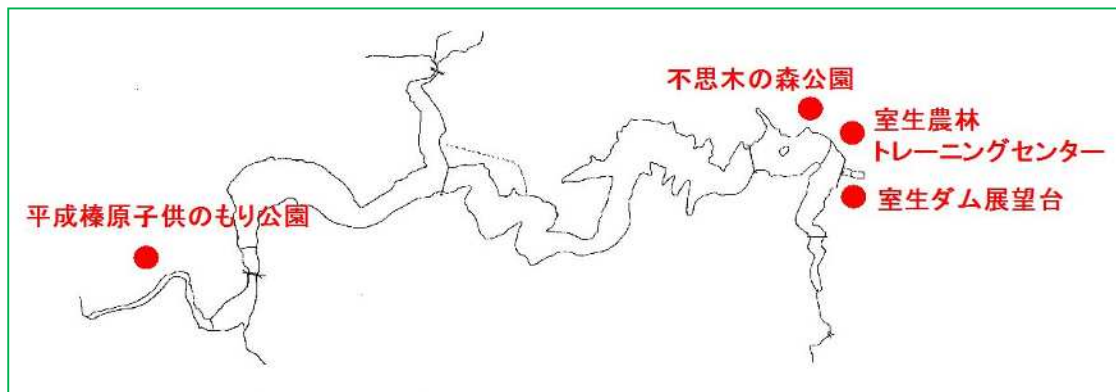 不思木の森公園
室生農林
トレーニングセンター
室生ダム展望台
平成榛原子供のもり公園